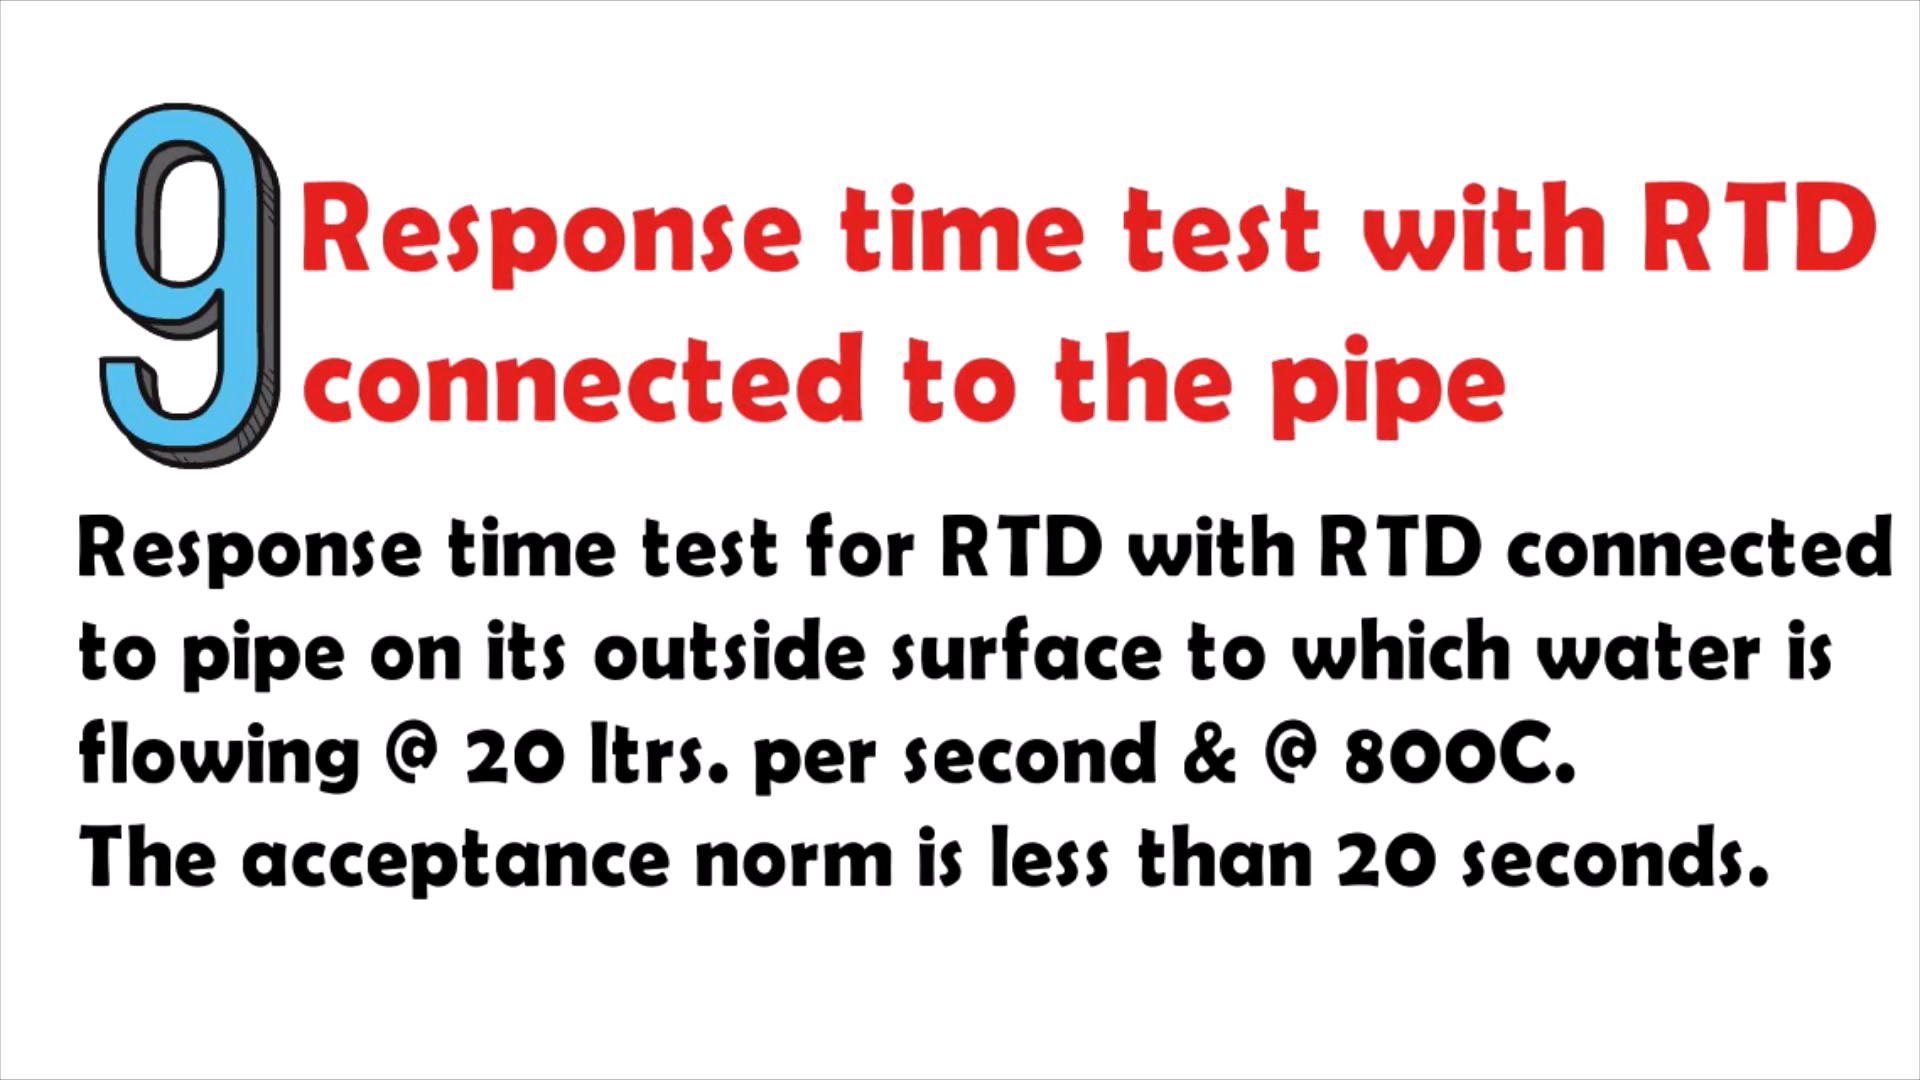 9
Response time test with RTD
connected to the pipe
Response time test for RTD with RTD connected
to pipe on its outside surface to which water is
flowing @ 20 ltrs. per second & @ 800C.
The acceptance norm is less than 20 seconds.